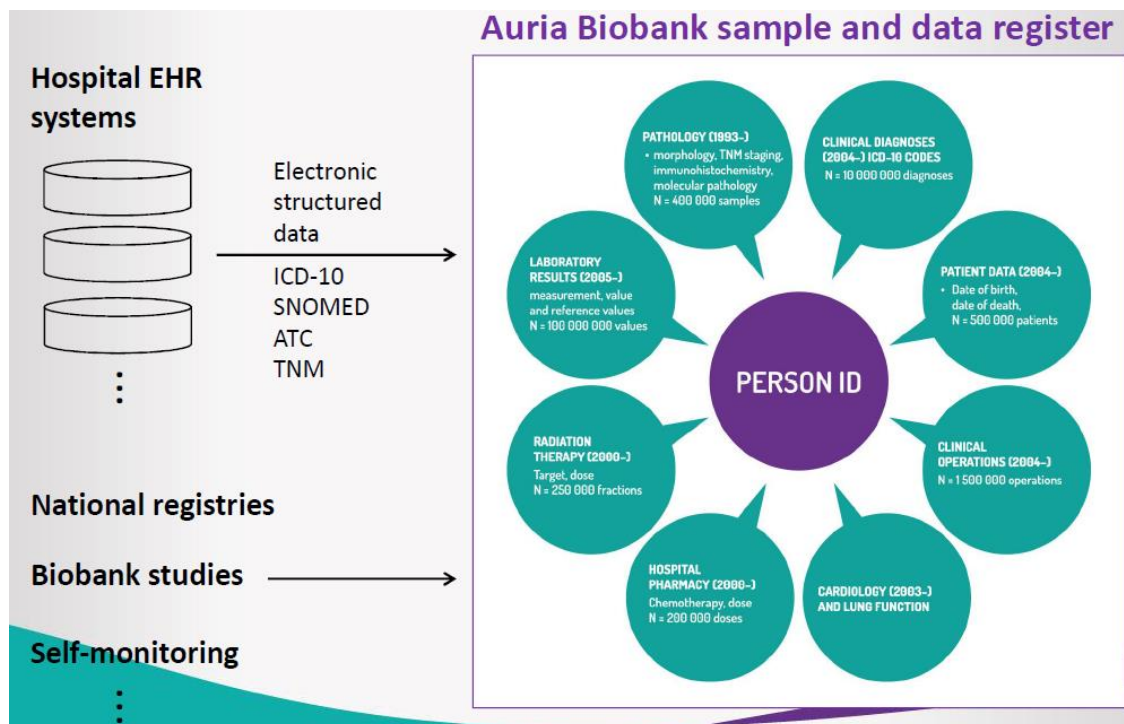 Auria Biobank sample and data register
Hospital EHR
systems
Electronic
structured
data
ICD-10
SNOMED
ATC
TNM
National registries
Biobank studies
Self-monitoring
PATHOLOGY (1993-)
• morphology, TNM staging,
immunohistochemistry,
molecular pathology
N = 400 000 samples
CLINICAL DIAGNOSES
(2004-) ICD-10 CODES
N = 10 000 000 diagnoses
LABORATORY
RESULTS (2005-)
measurement, value
and reference values
N = 100 000 000 values
PATIENT DATA (2004-)
• Date of birth,
date of death,
N = 500 000 patients
PERSON ID
RADIATION
THERAPY (2000-)
Target, dose
N = 250 000 fractions
CLINICAL
OPERATIONS (2004-)
N = 1 500 000 operations
HOSPITAL
PHARMACY (2000-)
Chemotherapy, dose
N = 200 000 doses
CARDIOLOGY (2003-)
AND LUNG FUNCTION